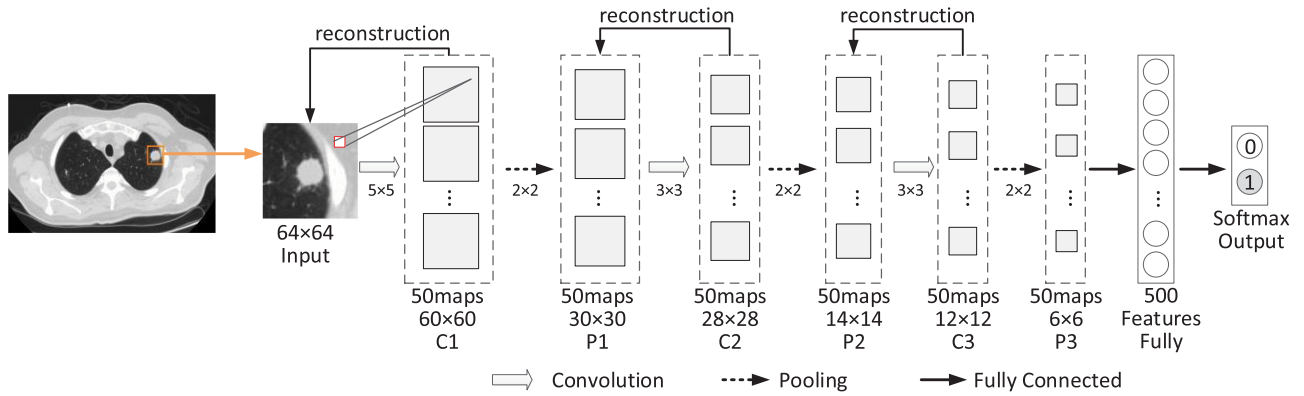 reconstruction
reconstruction
reconstruction
5×5
2×2
3×3
2×2
3×3
2×2
0
1
64×64
Input
50maps
60×60
C1
50maps
30×30
P1
50maps
28×28
C2
50maps
14×14
P2
50maps
12×12
C3
50maps
6×6
P3
500
Features
Fully
Softmax
Output
Convolution
Pooling
Fully Connected